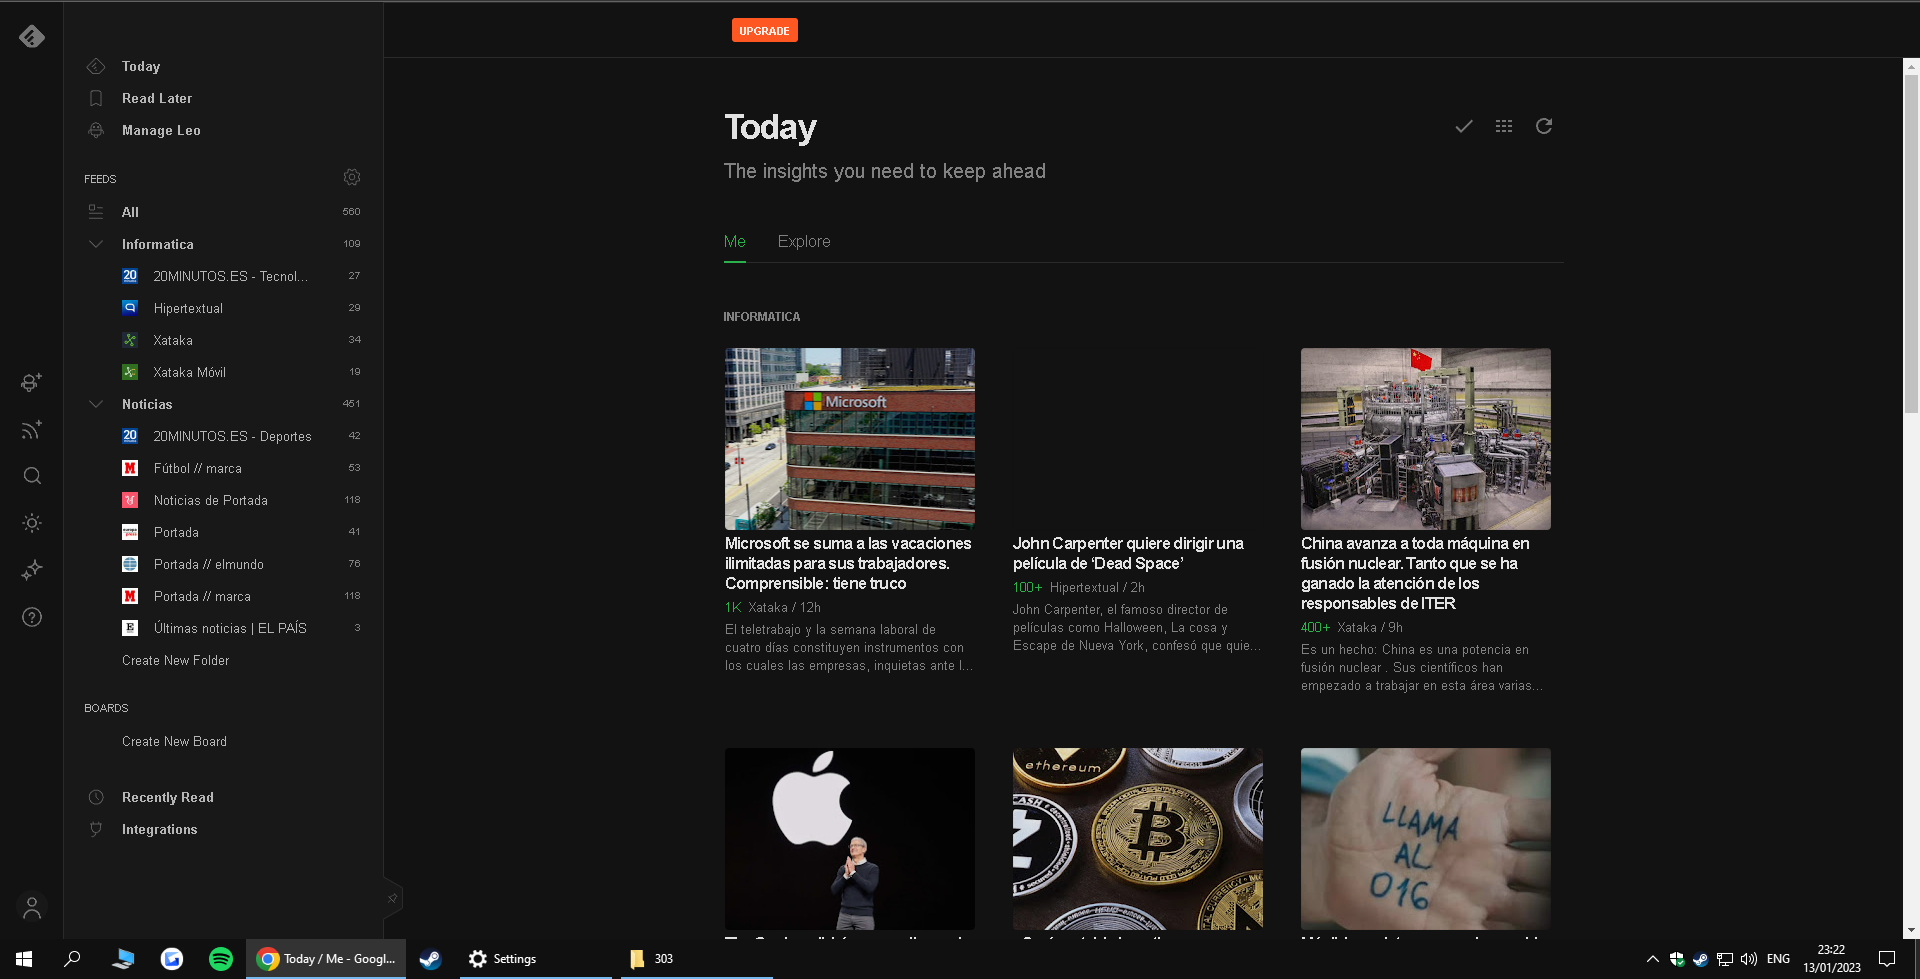 UPGRADE
Today
Read Later
Manage Leo
FEEDS
All 560
Informatica 109
20MINUTOS.ES - Tecnol... 27
Hipertextual 29
Xataka 34
Xataka Móvil 19
Noticias 451
20MINUTOS.ES - Deportes 42
Fútbol // marca 53
Noticias de Portada 118
Portada 41
Portada // elmundo 76
Portada // marca 118
Últimas noticias | EL PAÍS 3
Create New Folder
BOARDS
Create New Board
Recently Read
Integrations
Today
The insights you need to keep ahead
Me Explore
INFORMATICA
Microsoft
Microsoft se suma a las vacaciones
ilimitadas para sus trabajadores.
Comprensible: tiene truco
1K Xataka / 12h
El teletrabajo y la semana laboral de
cuatro días constituyen instrumentos con
los cuales las empresas, inquietas ante l...
John Carpenter quiere dirigir una
película de ‘Dead Space’
100+ Hipertextual / 2h
John Carpenter, el famoso director de
películas como Halloween, La cosa y
Escape de Nueva York, confesó que quie...
China avanza a toda máquina en
fusión nuclear. Tanto que se ha
ganado la atención de los
responsables de ITER
400+ Xataka / 9h
Es un hecho: China es una potencia en
fusión nuclear . Sus científicos han
empezado a trabajar en esta área varias...
ethereum
LLAMA
AL
016
Today / Me - Googl...
Settings
303
ENG
23:22
13/01/2023